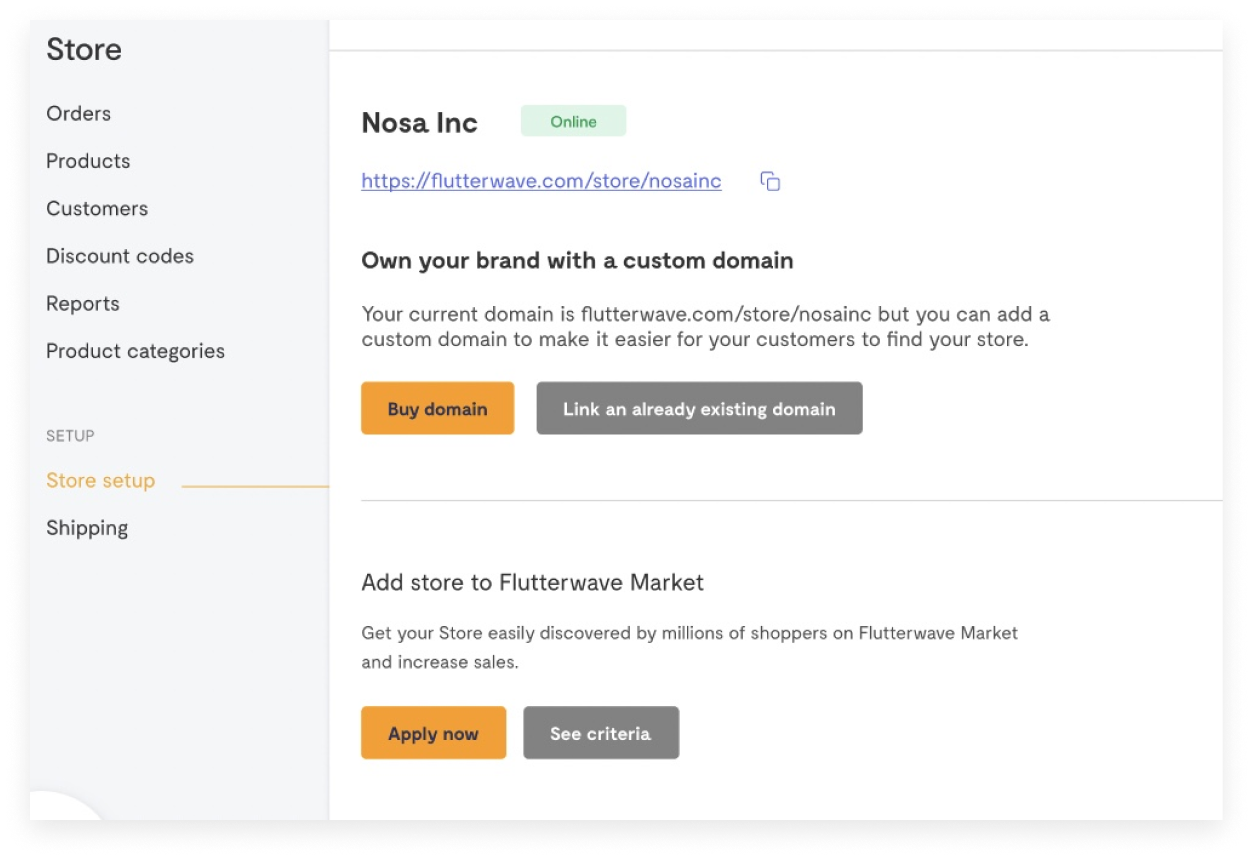 Store
Orders
Products
Customers
Discount codes
Reports
Product categories
SETUP
Store setup
Shipping
Nosa Inc
Online
https://flutterwave.com/store/nosainc
Own your brand with a custom domain
Your current domain is flutterwave.com/store/nosainc but you can add a
custom domain to make it easier for your customers to find your store.
Buy domain
Link an already existing domain
Add store to Flutterwave Market
Get your Store easily discovered by millions of shoppers on Flutterwave Market
and increase sales.
Apply now
See criteria